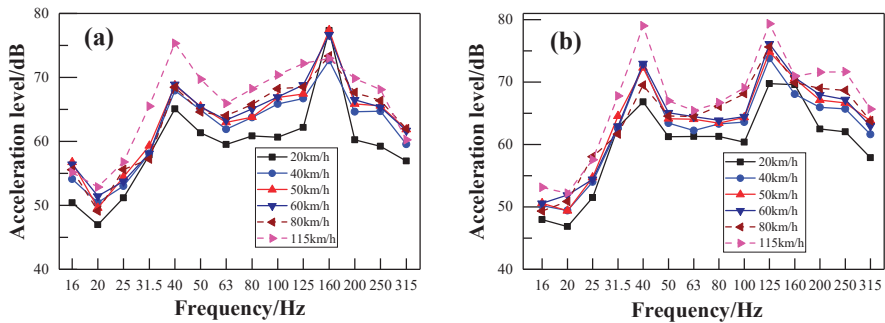 (a)
Acceleration level/dB
80
70
60
50
40
16 20 25 31.5 40 50 63 80 100 125 160 200 250 315
Frequency/Hz
20km/h
40km/h
50km/h
60km/h
80km/h
115km/h
(b)
Acceleration level/dB
80
70
60
50
40
16 20 25 31.5 40 50 63 80 100 125 160 200 250 315
Frequency/Hz
20km/h
40km/h
50km/h
60km/h
80km/h
115km/h